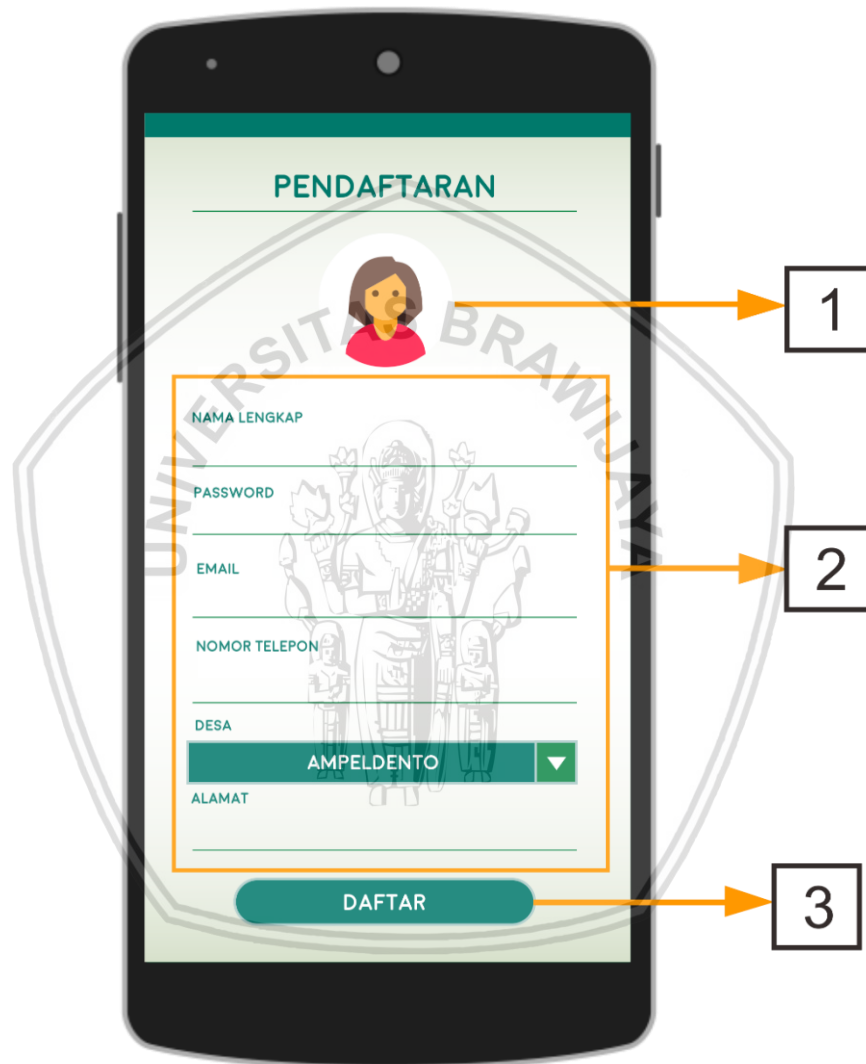 PENDAFTARAN
1
UNIVERSITAS BRAWIJAYA
NAMA LENGKAP
PASSWORD
EMAIL
2
NOMOR TELEPON
DESA
AMPELDENTO
ALAMAT
DAFTAR
3